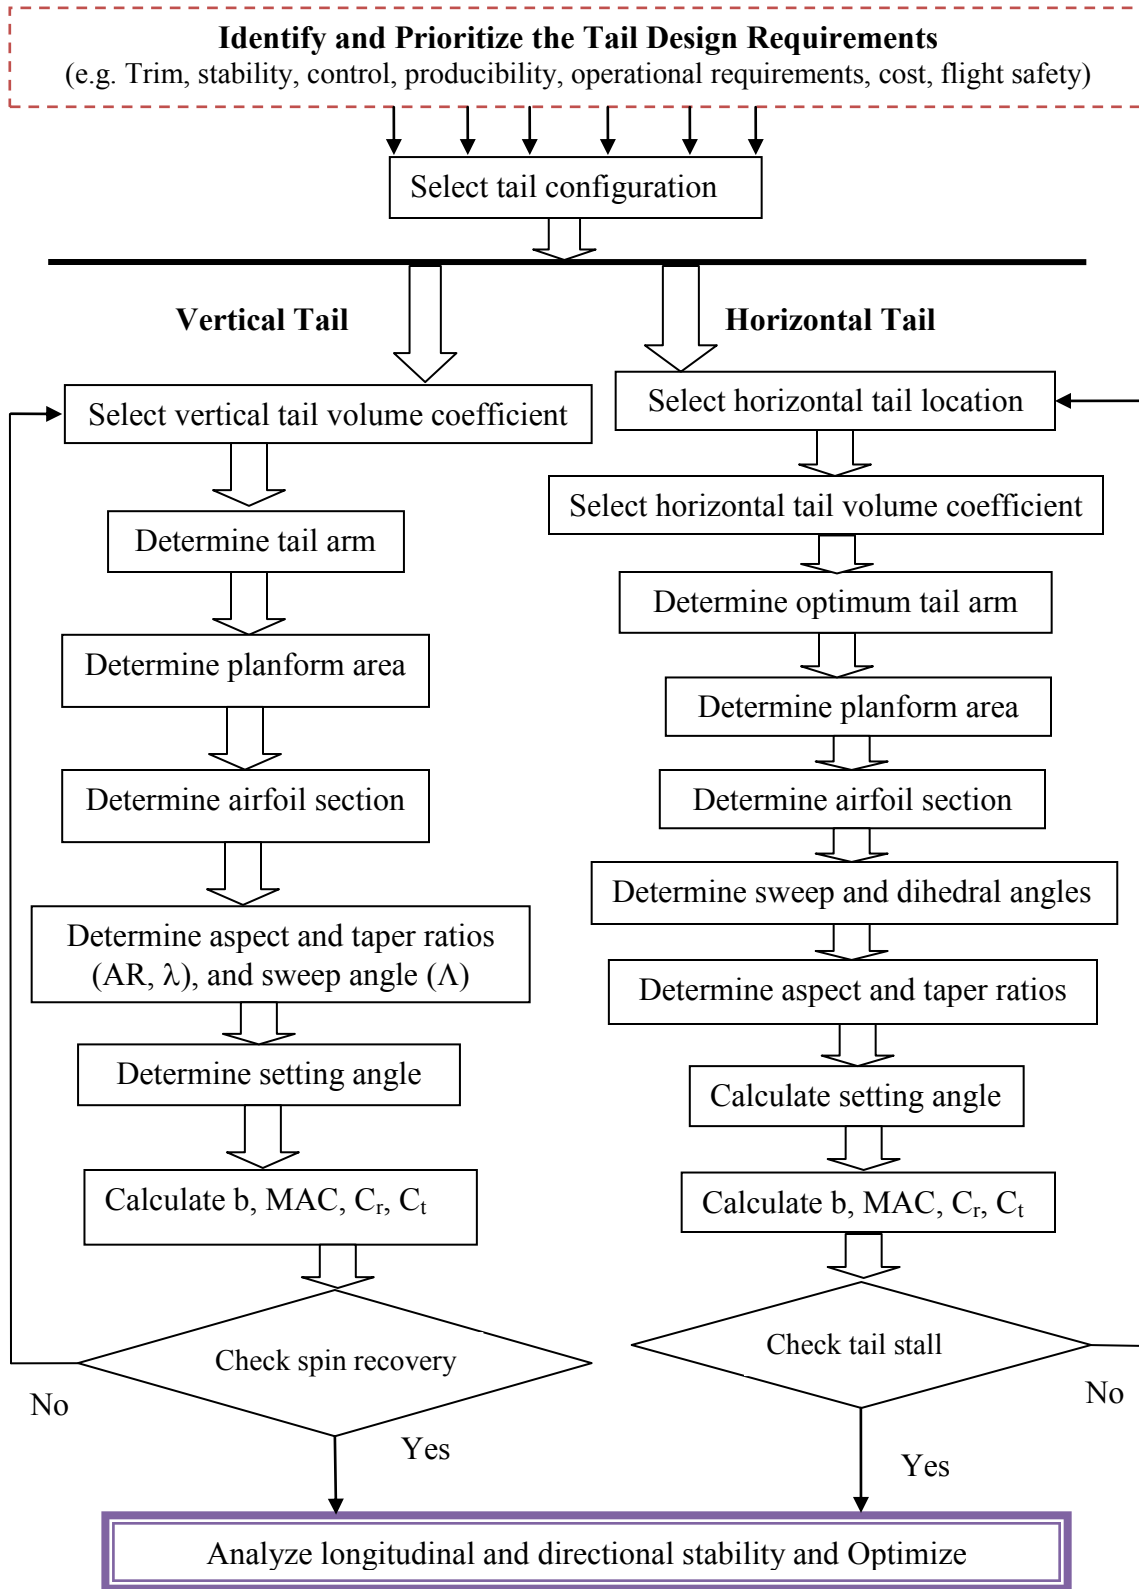 Identify and Prioritize the Tail Design Requirements
(e.g. Trim, stability, control, producibility, operational requirements, cost, flight safety)
Select tail configuration
Vertical Tail
Select vertical tail volume coefficient
Determine tail arm
Determine planform area
Determine airfoil section
Determine aspect and taper ratios
(AR, λ), and sweep angle (Λ)
Determine setting angle
Calculate b, MAC, Cr, Ct
Check spin recovery
No
Yes
Horizontal Tail
Select horizontal tail location
Select horizontal tail volume coefficient
Determine optimum tail arm
Determine planform area
Determine airfoil section
Determine sweep and dihedral angles
Determine aspect and taper ratios
Calculate setting angle
Calculate b, MAC, Cr, Ct
Check tail stall
No
Yes
Analyze longitudinal and directional stability and Optimize